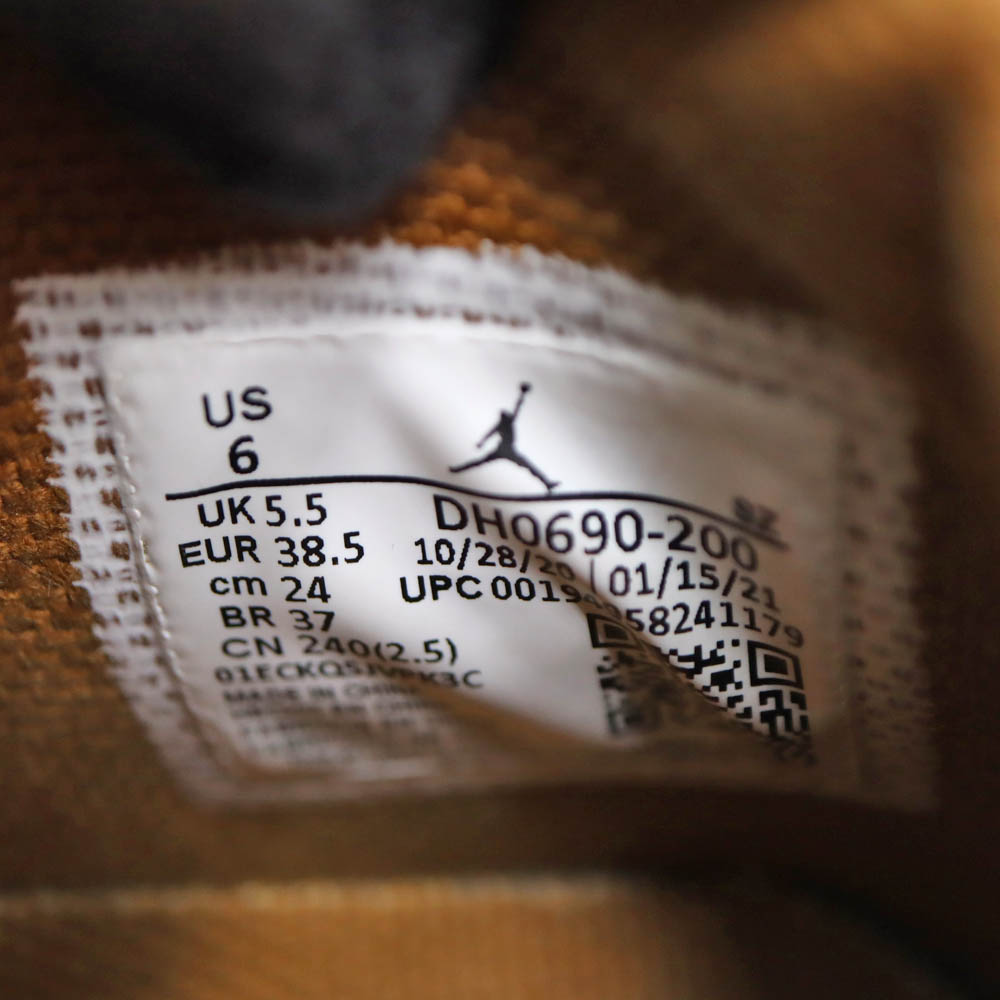 US
6
UK 5.5
EUR 38.5
cm 24
BR 37
CN 240(2.5)
MADE IN CHINA
DH0690-200
10/28/20 01/15/21
UPC 58241179